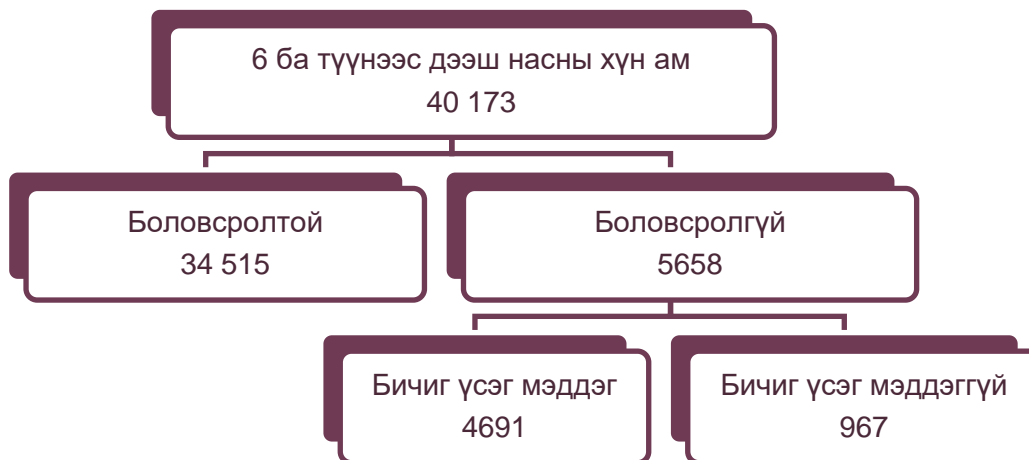 6 ба түүнээс дээш насны хүн ам
40 173
Боловсролтой
34 515
Боловсролгүй
5658
Бичиг үсэг мэддэг
4691
Бичиг үсэг мэддэггүй
967